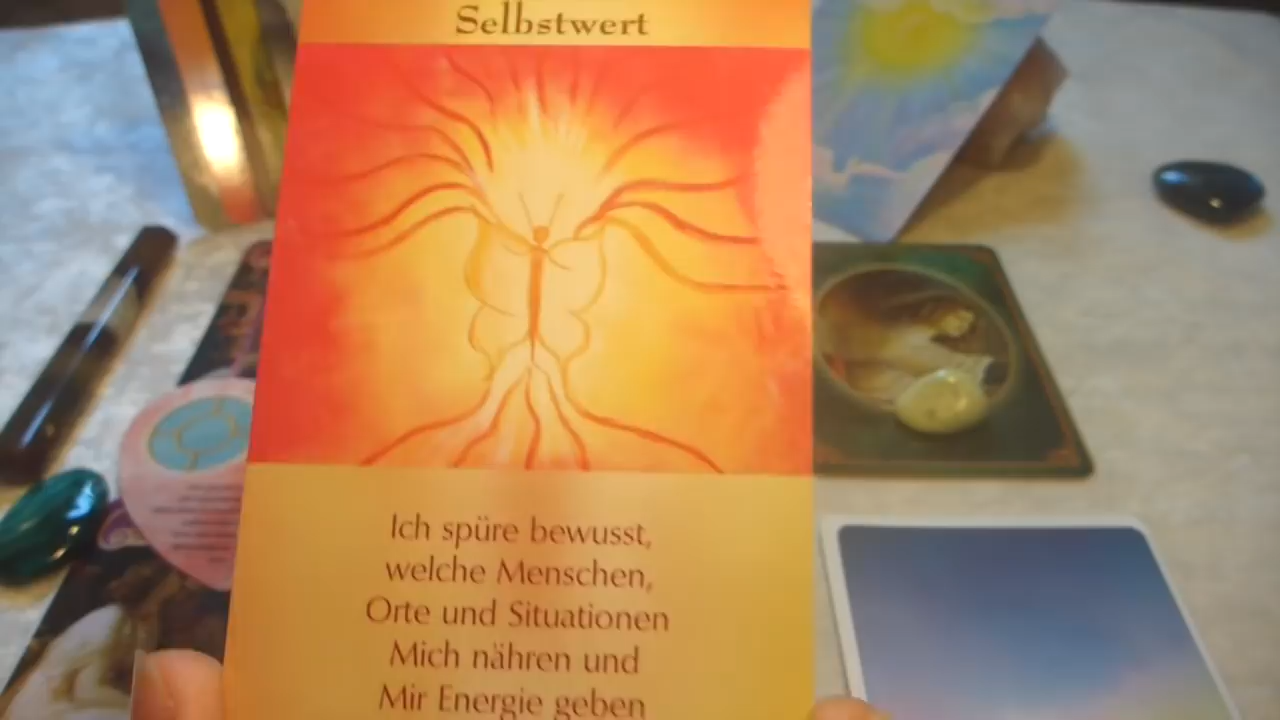 Selbstwert
Ich spüre bewusst,
welche Menschen,
Orte und Situationen
Mich nähren und
Mir Energie geben